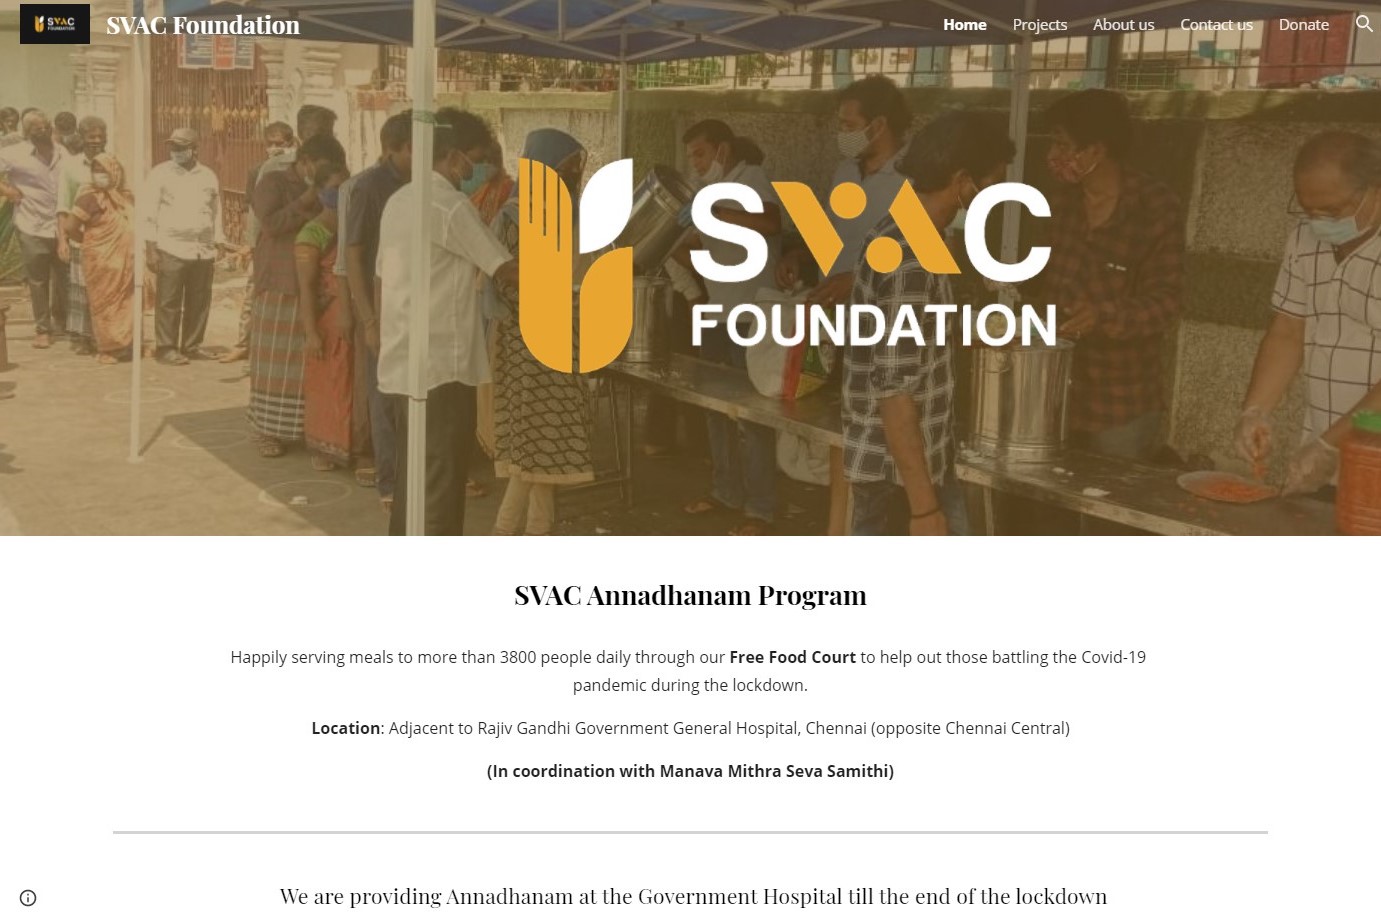 SVAC
FOUNDATION
SVAC Foundation
Home
Projects
About us
Contact us
Donate
SVAC
FOUNDATION
SVAC Annadhanam Program
Happily serving meals to more than 3800 people daily through our Free Food Court to help out those battling the Covid-19
pandemic during the lockdown.
Location: Adjacent to Rajiv Gandhi Government General Hospital, Chennai (opposite Chennai Central)
(In coordination with Manava Mithra Seva Samithi)
We are providing Annadhanam at the Government Hospital till the end of the lockdown